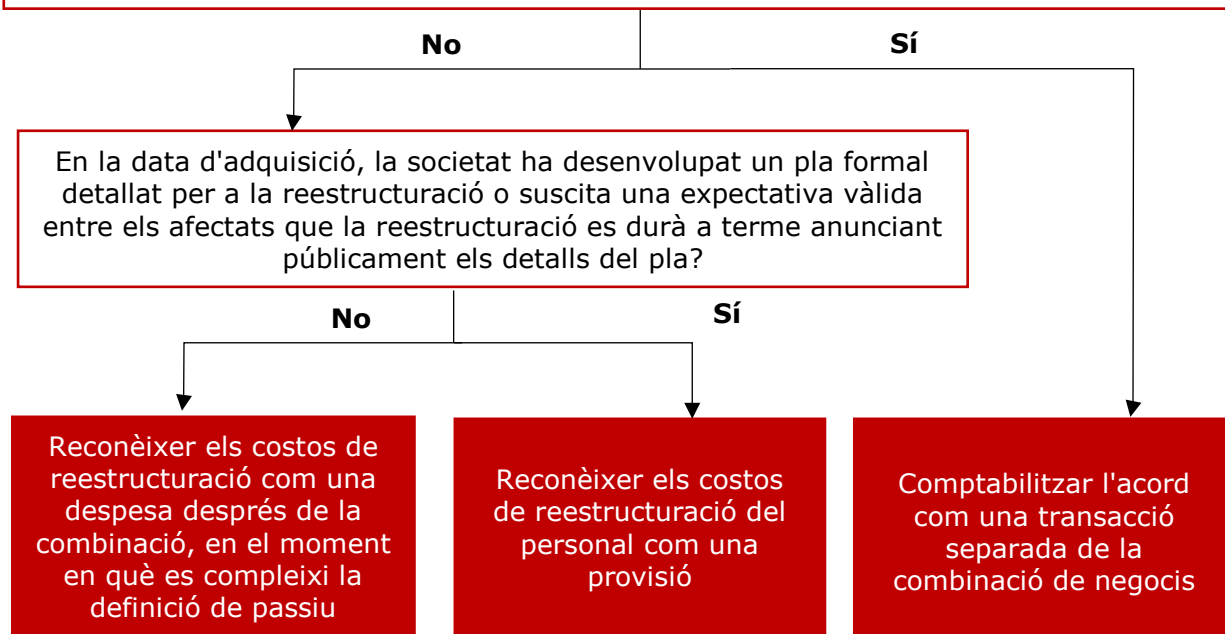 No
Sí
En la data d'adquisició, la societat ha desenvolupat un pla formal
detallat per a la reestructuració o suscita una expectativa vàlida
entre els afectats que la reestructuració es durà a terme anunciant
públicament els detalls del pla?
No
Sí
Reconèixer els costos de
reestructuració com una
despesa després de la
combinació, en el moment
en què es compleixi la
definició de passiu
Reconèixer els costos
de reestructuració del
personal com una
provisió
Comptabilitzar l'acord
com una transacció
separada de la
combinació de negocis